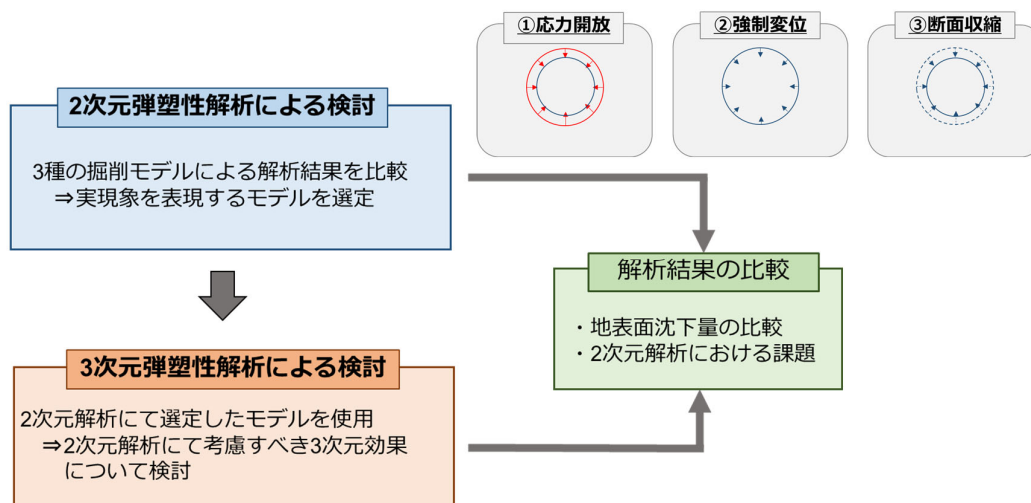 ①応力開放
②強制変位
③断面収縮
2次元弾塑性解析による検討
3種の掘削モデルによる解析結果を比較
⇒実現象を表現するモデルを選定
解析結果の比較
・地表面沈下量の比較
・2次元解析における課題
3次元弾塑性解析による検討
2次元解析にて選定したモデルを使用
⇒2次元解析にて考慮すべき3次元効果
について検討